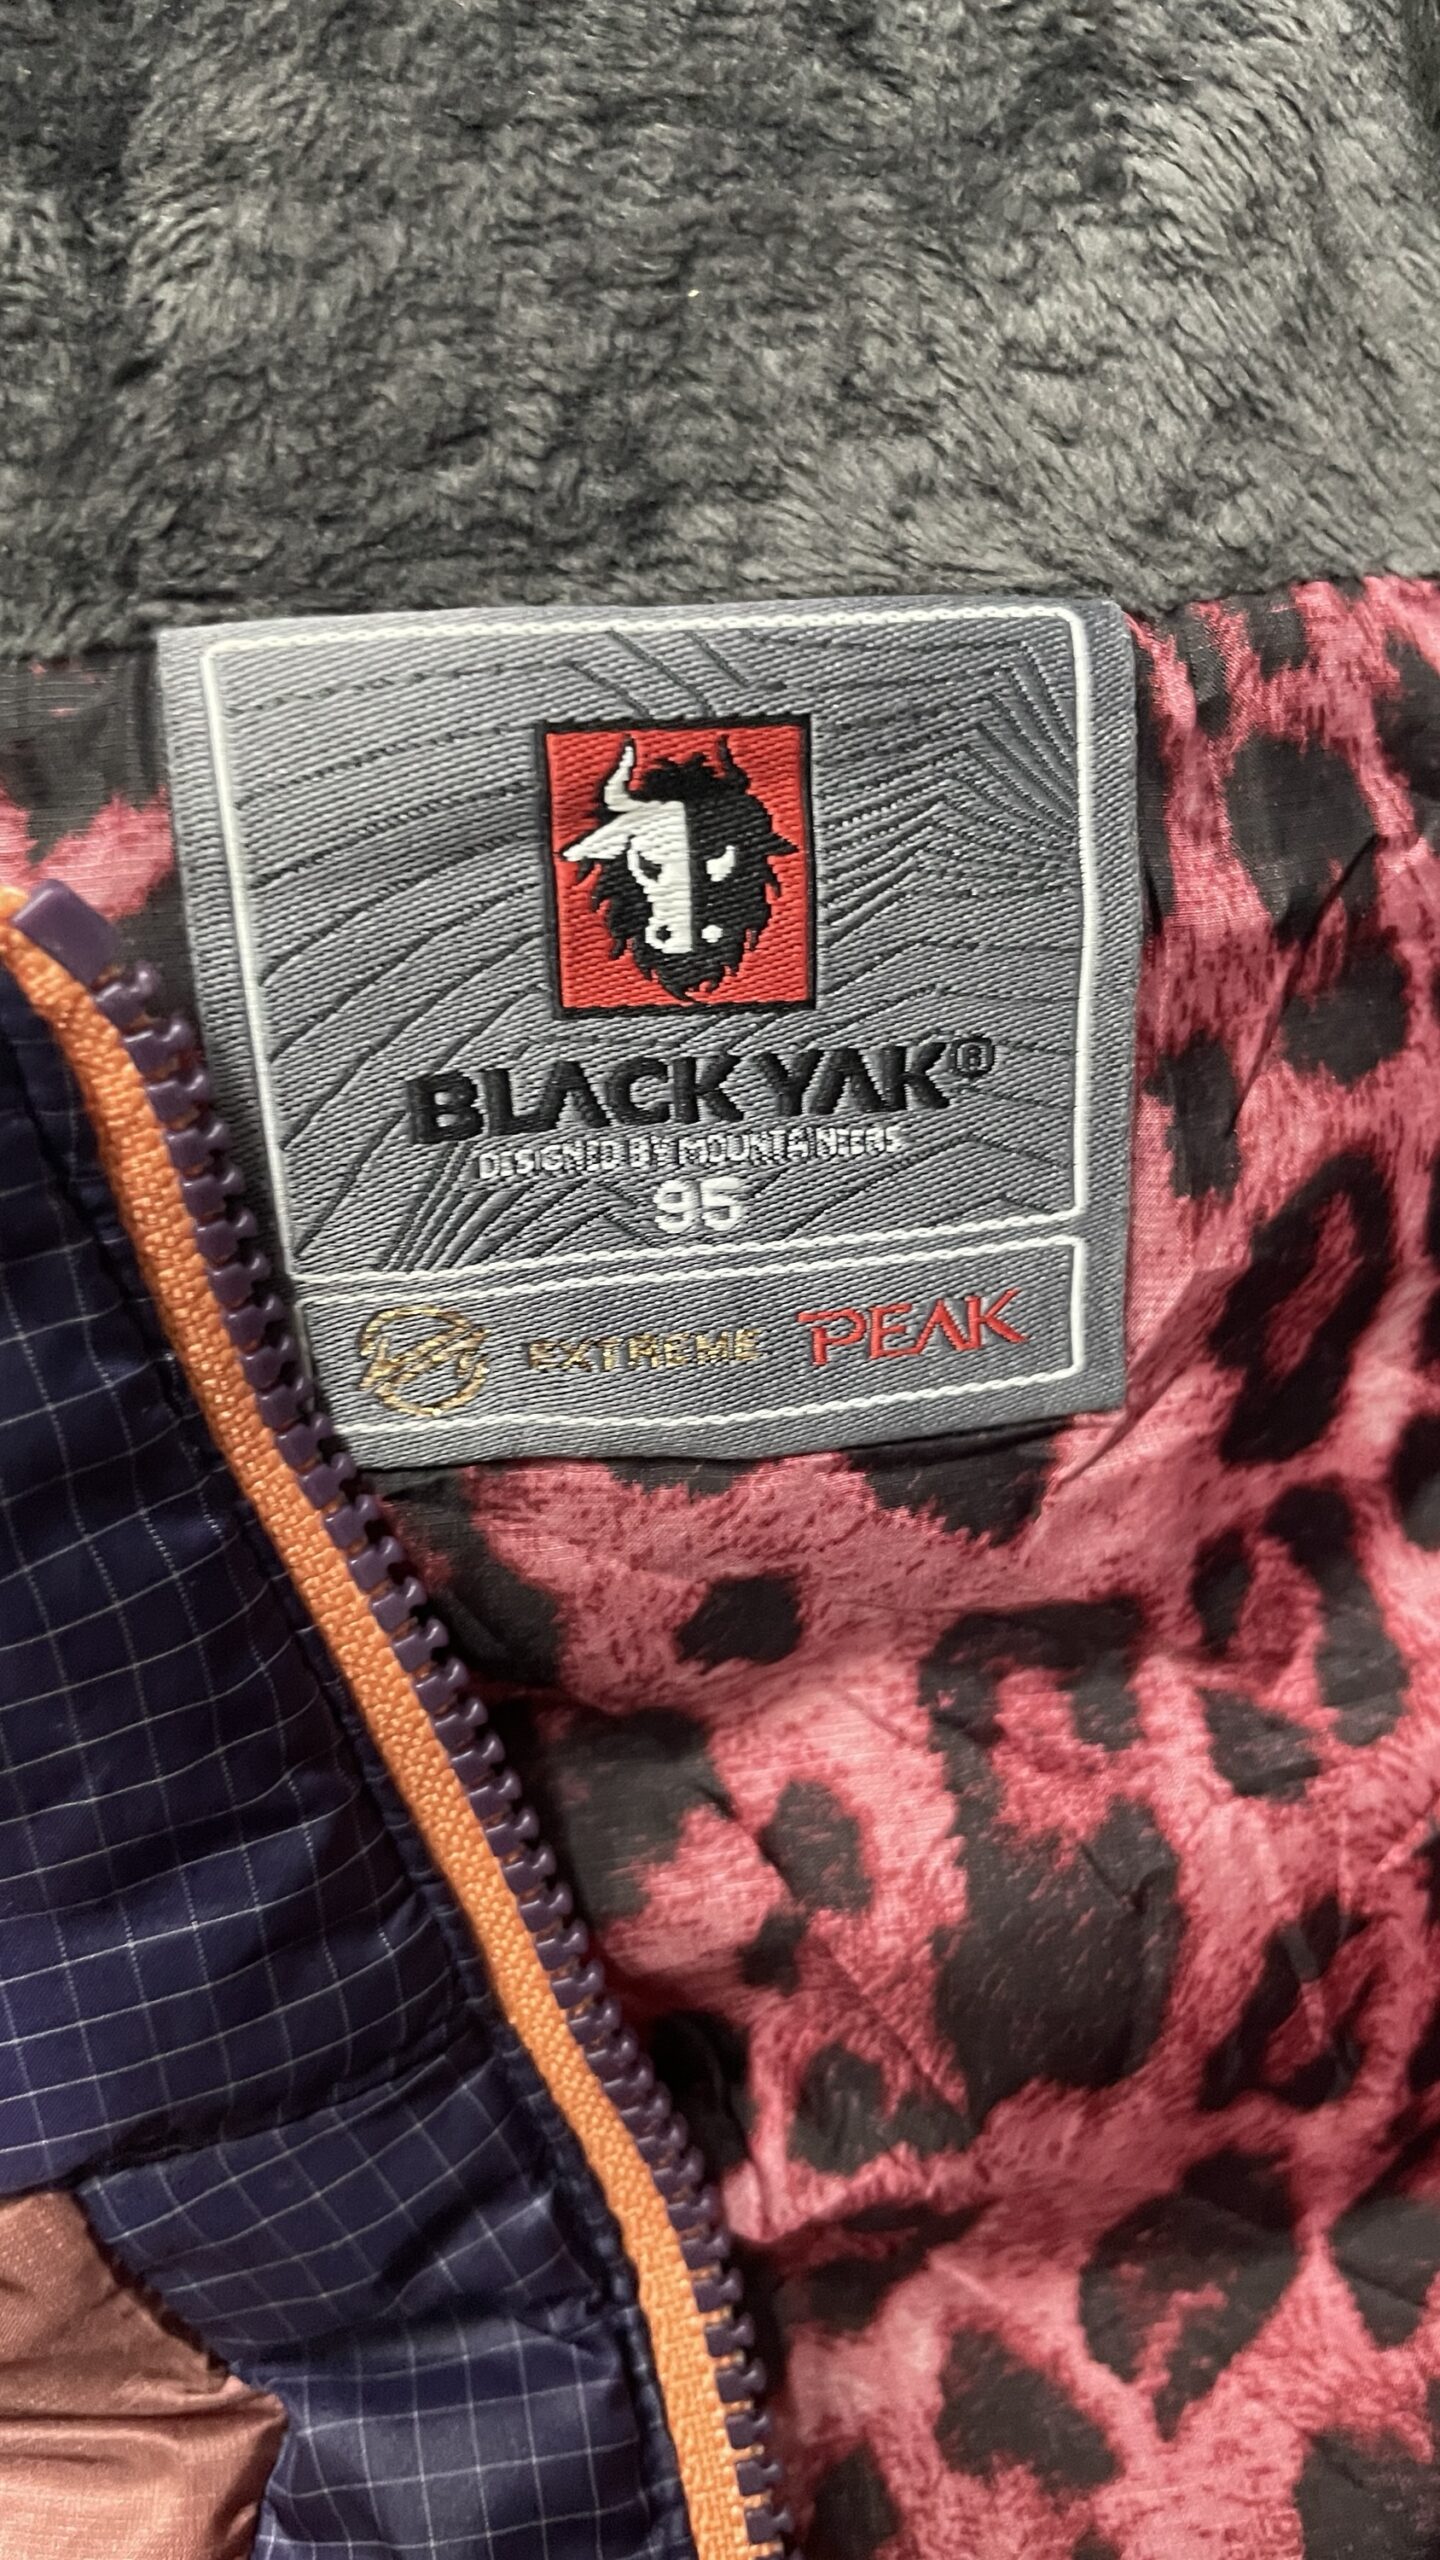 BLACKYAK®
DESIGNED BY MOUNTAINEERS
95
EXTREME PEAK